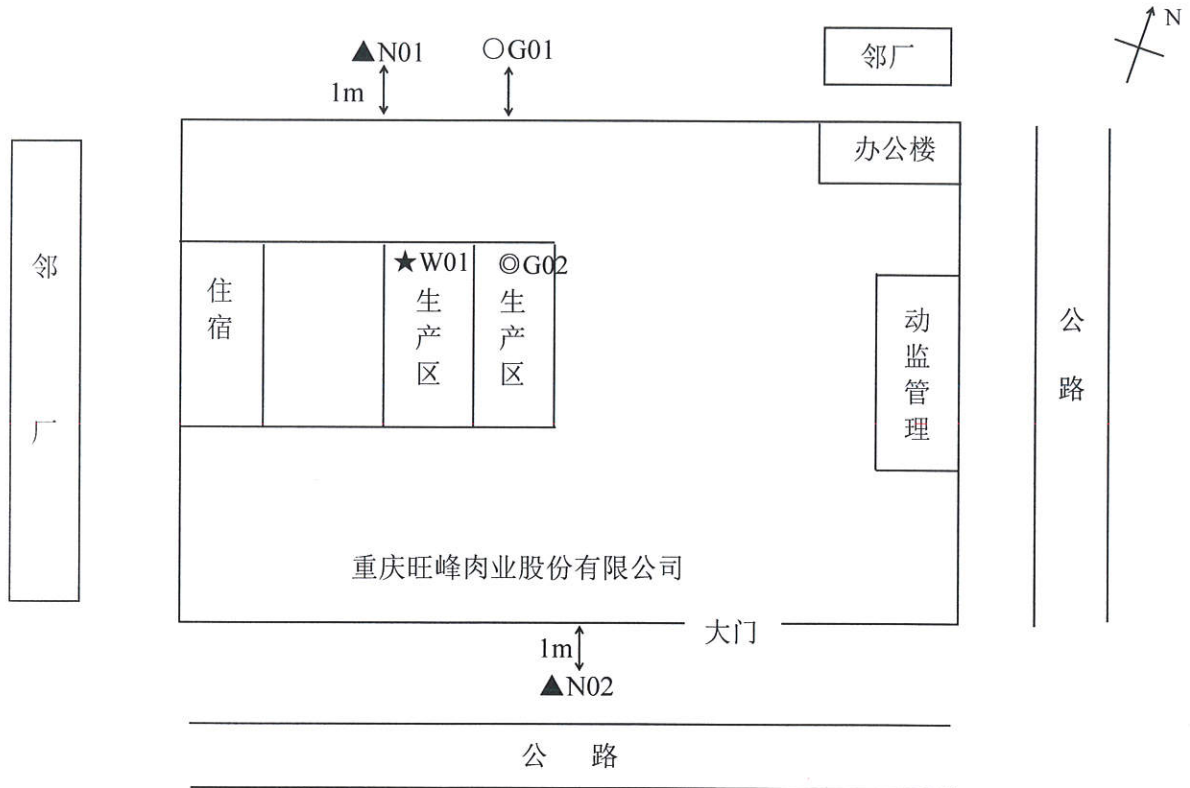 N
▲N01
○G01
邻厂
1m
办公楼
邻厂
住宿
★W01
生产区
◎G02
生产区
动监管理
公路
重庆旺峰肉业股份有限公司
大门
1m
▲N02
公 路